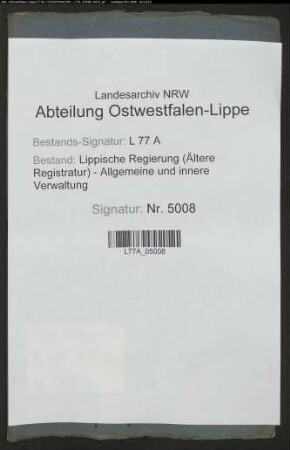 Landesarchiv NRW
Abteilung Ostwestfalen-Lippe
Bestands-Signatur: L 77 A
Bestand: Lippische Regierung (Ältere
Registratur) - Allgemeine und innere
Verwaltung
Signatur: Nr. 5008
L77A_05008